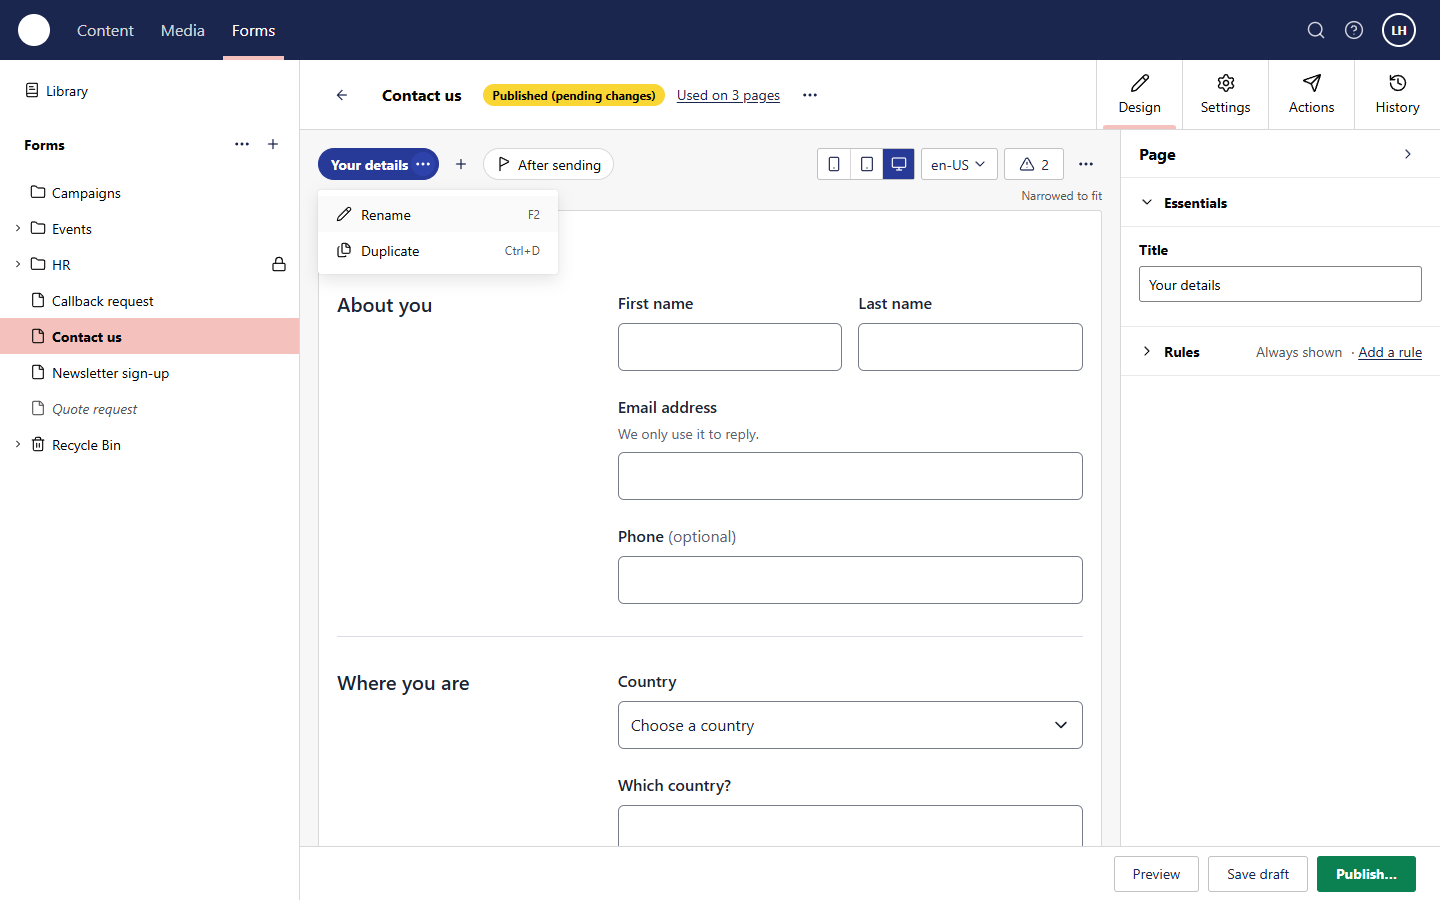 Content
Media
Forms
LH
Library
Forms
Campaigns
Events
HR
Callback request
Contact us
Newsletter sign-up
Quote request
Recycle Bin
Contact us
Published (pending changes)
Used on 3 pages
Design
Settings
Actions
History
Your details
After sending
en-US
2
Narrowed to fit
Rename F2
Duplicate Ctrl+D
About you
First name
Last name
Email address
We only use it to reply.
Phone (optional)
Where you are
Country
Choose a country
Which country?
Page
Essentials
Title
Your details
Rules
Always shown · Add a rule
Preview
Save draft
Publish...